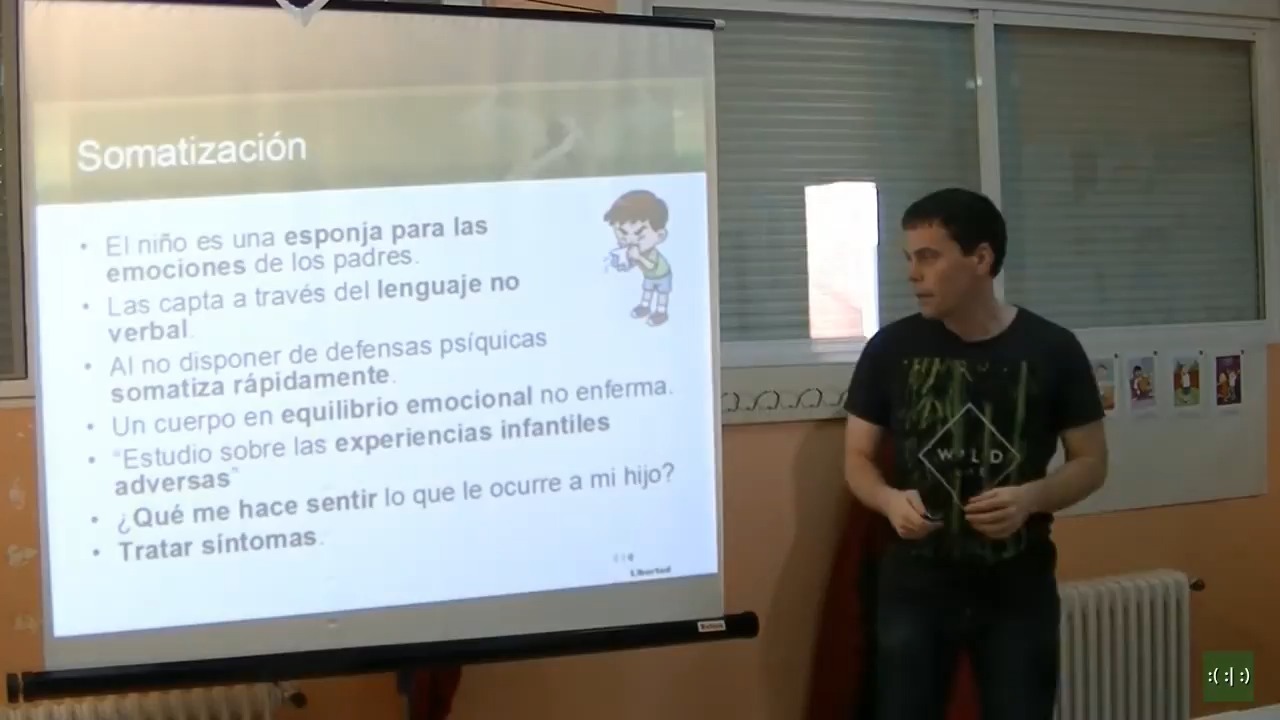 Somatización
• El niño es una esponja para las
emociones de los padres.
• Las capta a través del lenguaje no
verbal.
• Al no disponer de defensas psíquicas
somatiza rápidamente.
• Un cuerpo en equilibrio emocional no enferma.
• "Estudio sobre las experiencias infantiles
adversas"
• ¿Qué me hace sentir lo que le ocurre a mi hijo?
• Tratar síntomas.
Libertad
WILD
:( :| :)